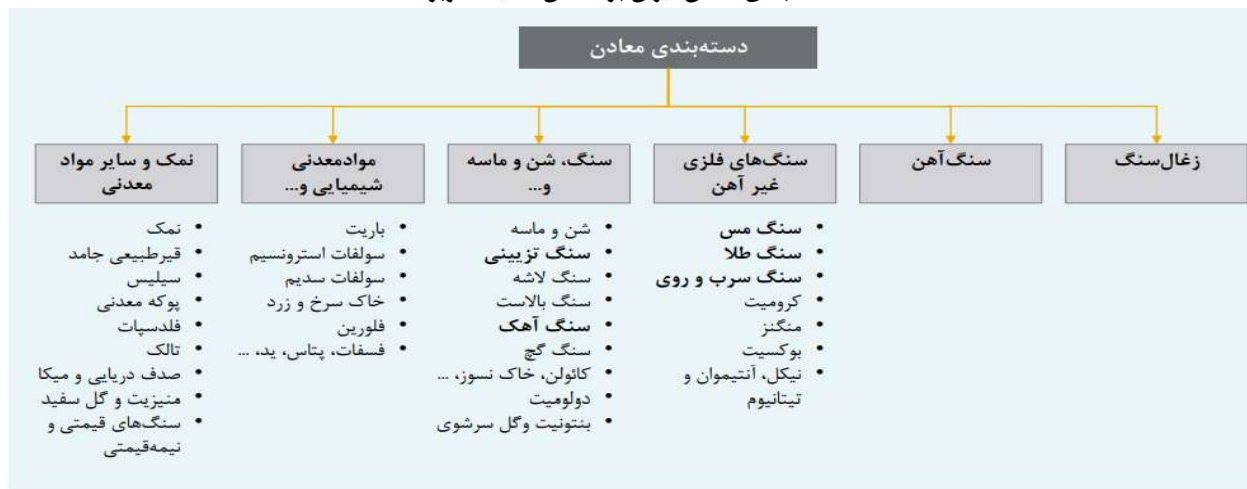 دسته‌بندی معادن
زغال‌سنگ
سنگ‌آهن
سنگ‌های فلزی
غیر آهن
• سنگ مس
• سنگ طلا
• سنگ سرب و روی
• کرومیت
• منگنز
• بوکسیت
• نیکل، آنتیموان و
تیتانیوم
سنگ، شن و ماسه
و...
• شن و ماسه
• سنگ تزیینی
• سنگ لاشه
• سنگ بالاست
• سنگ آهک
• سنگ گچ
• کائولن، خاک نسوز، ...
• دولومیت
• بنتونیت وگل سرشوی
موادمعدنی
شیمیایی و...
• باریت
• سولفات استرونسیم
• سولفات سدیم
• خاک سرخ و زرد
• فلورین
• فسفات، پتاس، ید، ...
نمک و سایر مواد
معدنی
• نمک
• قیرطبیعی جامد
• سیلیس
• پوکه معدنی
• فلدسپات
• تالک
• صدف دریایی و میکا
• منیزیت و گل سفید
• سنگ‌های قیمتی و
نیمه‌قیمتی